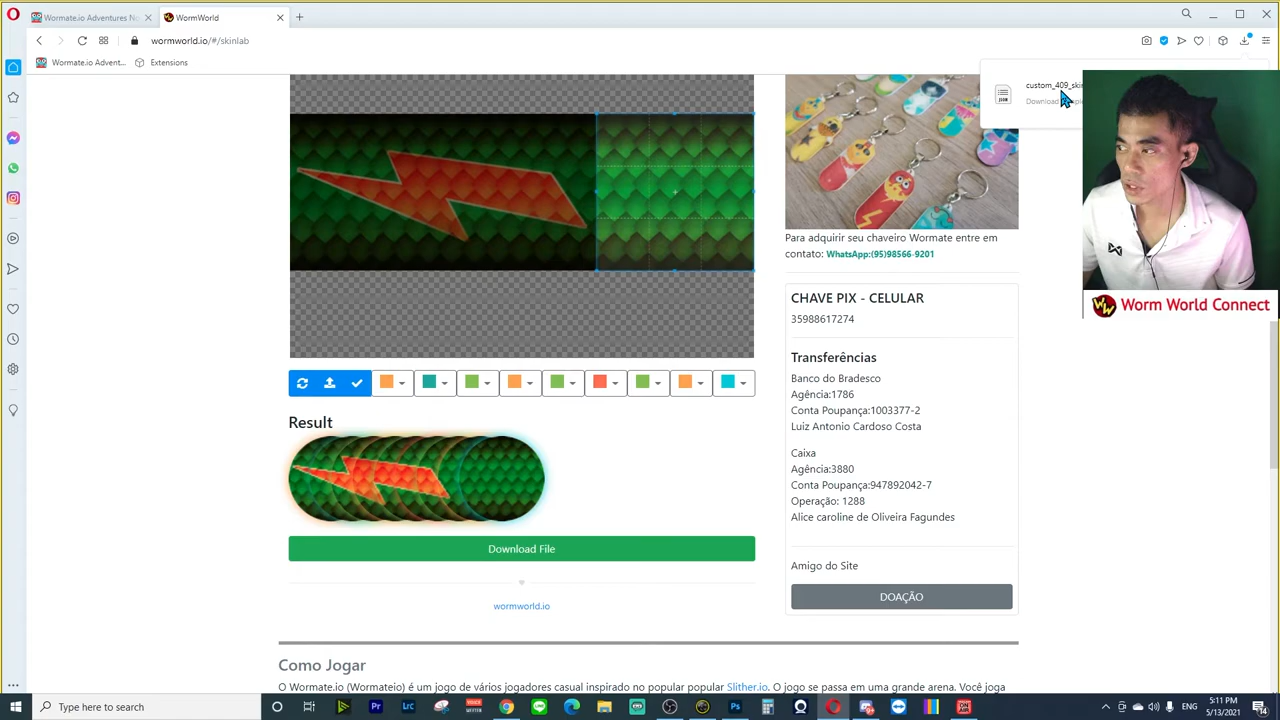 Wormate.io Adventures
WormWorld
wormworld.io/#/skinlab
Wormate.io Advent...
Extensions
custom_409_skin
JSON
Download
Worm World Connect
Para adquirir seu chaveiro Wormate entre em
contato: WhatsApp:(95)98566-9201
CHAVE PIX - CELULAR
35988617274
Transferências
Banco do Bradesco
Agência:1786
Conta Poupança:1003377-2
Luiz Antonio Cardoso Costa
Caixa
Agência:3880
Conta Poupança:947892042-7
Operação: 1288
Alice caroline de Oliveira Fagundes
Amigo do Site
DOAÇÃO
Result
Download File
wormworld.io
Como Jogar
O Wormate.io (Wormateio) é um jogo de vários jogadores casual inspirado no popular popular Slither.io. O jogo se passa em uma grande arena. Você joga
Type here to search
ENG
5:11 PM
5/13/2021